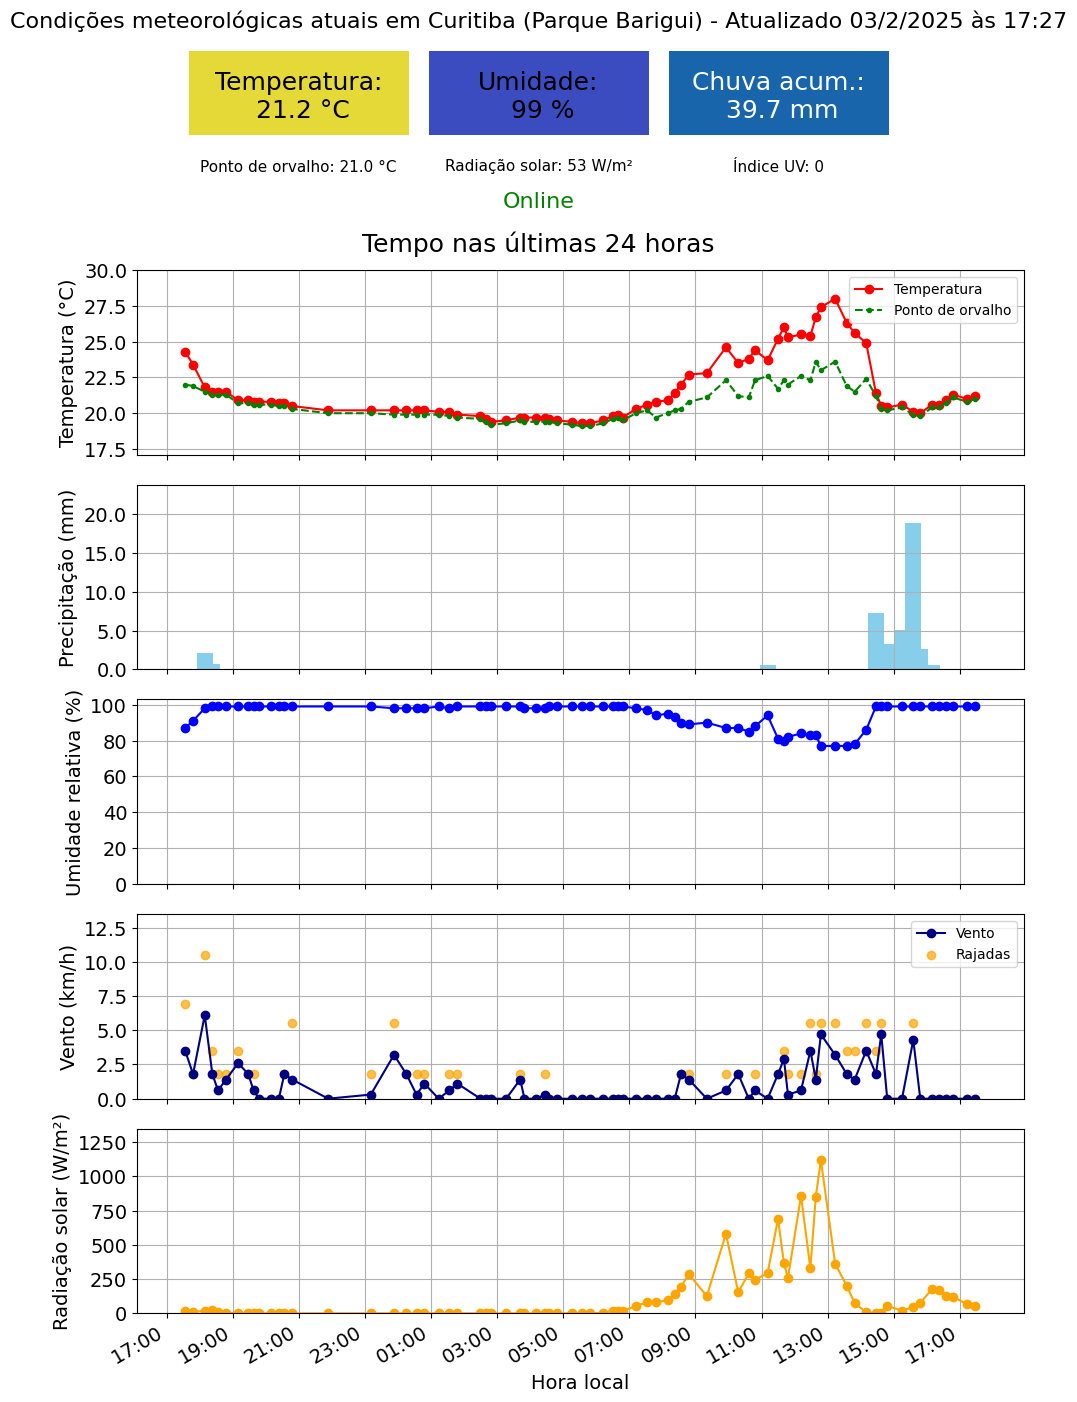 Condições meteorológicas atuais em Curitiba (Parque Barigui) - Atualizado 03/2/2025 às 17:27
Temperatura:
21.2 °C
Umidade:
99 %
Chuva acum.:
39.7 mm
Ponto de orvalho: 21.0 °C
Radiação solar: 53 W/m²
Índice UV: 0
Online
Tempo nas últimas 24 horas
Temperatura (°C)
30.0
27.5
25.0
22.5
20.0
17.5
Temperatura
Ponto de orvalho
Precipitação (mm)
20.0
15.0
10.0
5.0
0.0
Umidade relativa (%)
100
80
60
40
20
0
Vento (km/h)
12.5
10.0
7.5
5.0
2.5
0.0
Vento
Rajadas
Radiação solar (W/m²)
1250
1000
750
500
250
0
17:00
19:00
21:00
23:00
01:00
03:00
05:00
07:00
09:00
11:00
13:00
15:00
17:00
Hora local